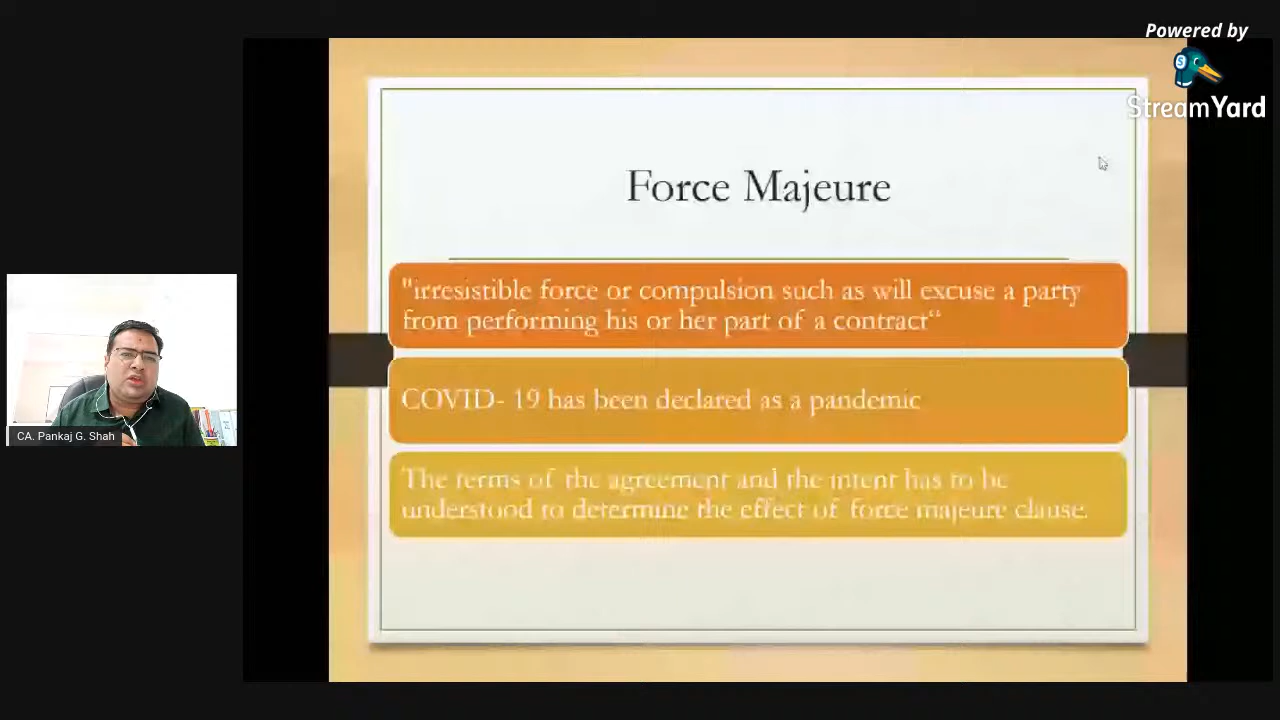 Powered by
StreamYard
Force Majeure
"irresistible force or compulsion such as will excuse a party
from performing his or her part of a contract“
COVID- 19 has been declared as a pandemic
The terms of the agreement and the intent has to be
understood to determine the effect of force majeure clause.
CA. Pankaj G. Shah